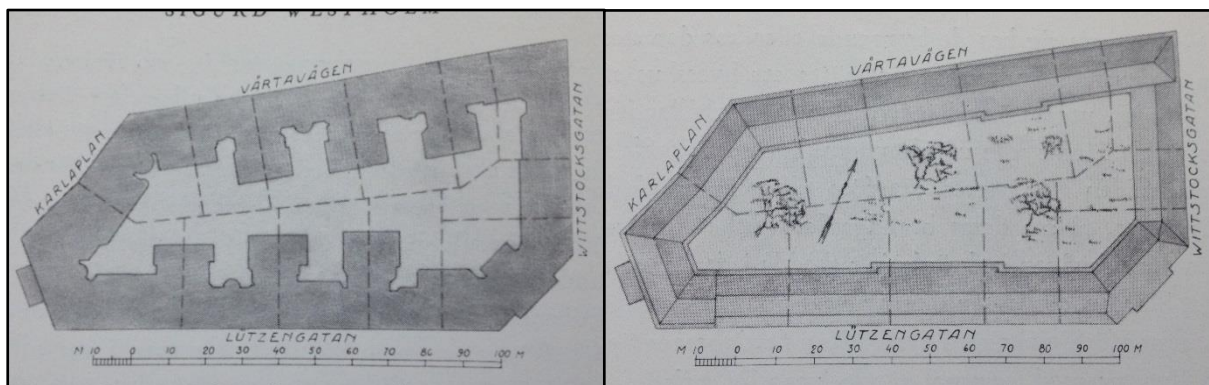 SIGURD WESTHOLM
VÅRTAVÄGEN
KARLAPLAN
WITTSTOCKSGATAN
LÜTZENGATAN
M 10 0 10 20 30 40 50 60 70 80 90 100 M
VÅRTAVÄGEN
KARLAPLAN
WITTSTOCKSGATAN
LÜTZENGATAN
M 10 0 10 20 30 40 50 60 70 80 90 100 M